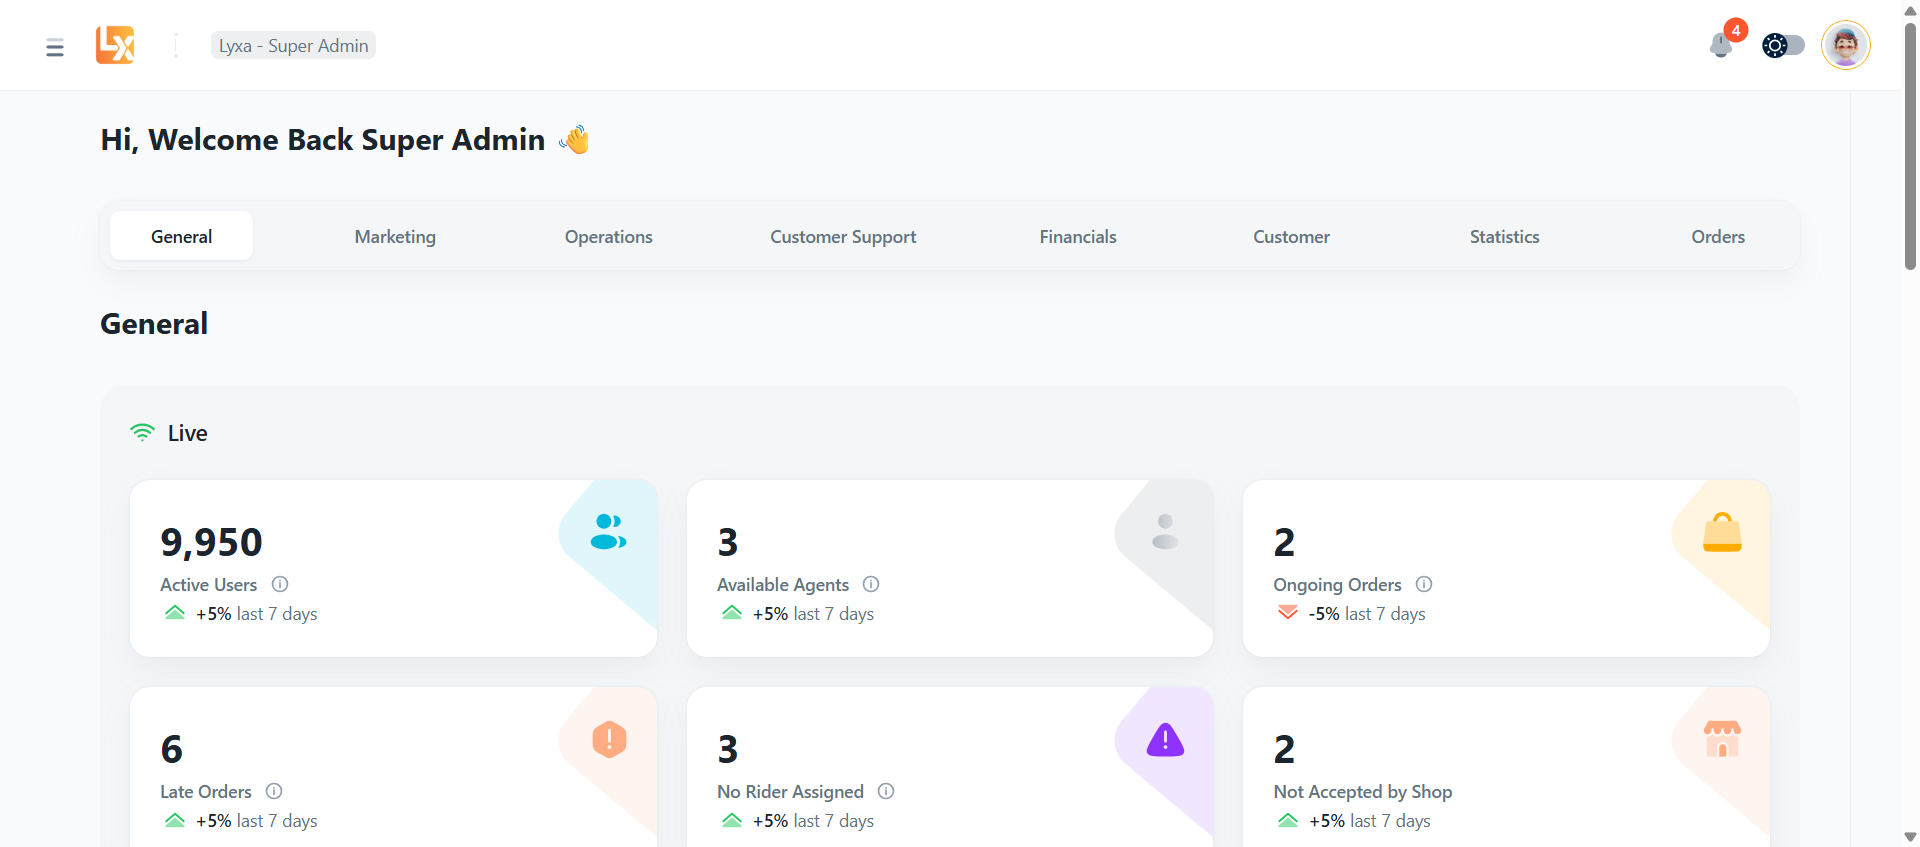 LX
Lyxa - Super Admin
4
Hi, Welcome Back Super Admin 👋
General
Marketing
Operations
Customer Support
Financials
Customer
Statistics
Orders
General
Live
9,950
Active Users
+5% last 7 days
3
Available Agents
+5% last 7 days
2
Ongoing Orders
-5% last 7 days
6
Late Orders
+5% last 7 days
3
No Rider Assigned
+5% last 7 days
2
Not Accepted by Shop
+5% last 7 days